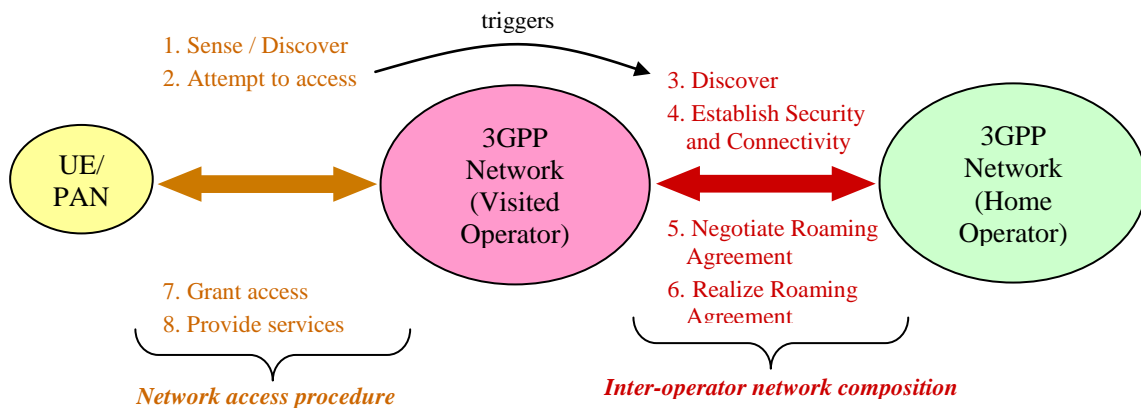 triggers
1. Sense / Discover
2. Attempt to access
3. Discover
4. Establish Security
and Connectivity
UE/
PAN
3GPP
Network
(Visited
Operator)
3GPP
Network
(Home
Operator)
5. Negotiate Roaming
Agreement
6. Realize Roaming
Agreement
7. Grant access
8. Provide services
Network access procedure
Inter-operator network composition